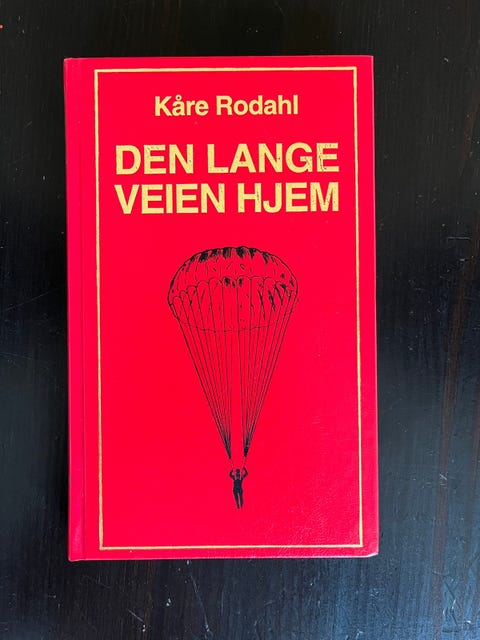 Kåre Rodahl
DEN LANGE
VEIEN HJEM